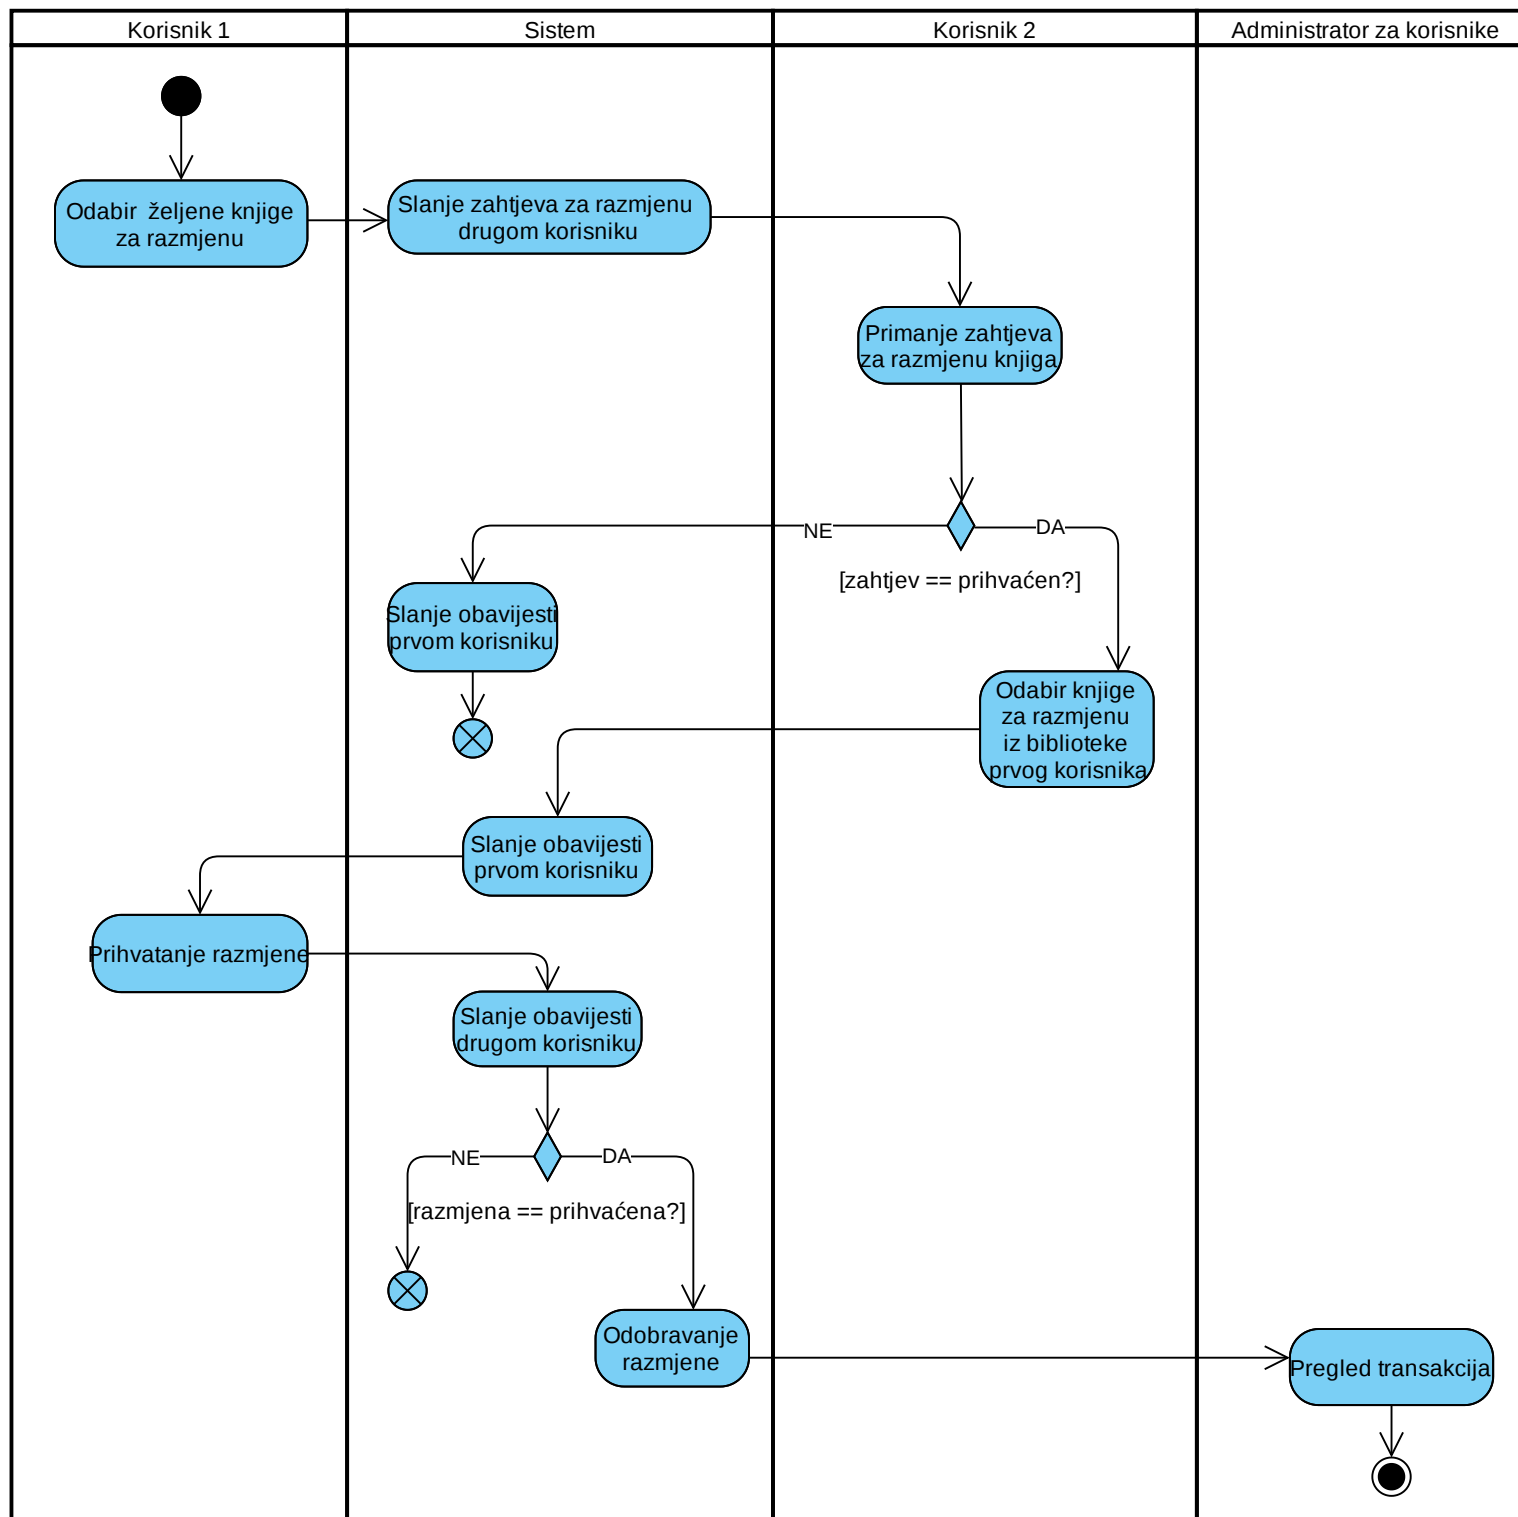 Korisnik 1
Sistem
Korisnik 2
Administrator za korisnike
Odabir željene knjige
za razmjenu
Slanje zahtjeva za razmjenu
drugom korisniku
Primanje zahtjeva
za razmjenu knjiga
NE
DA
[zahtjev == prihvaćen?]
Slanje obavijesti
prvom korisniku
Odabir knjige
za razmjenu
iz biblioteke
prvog korisnika
Slanje obavijesti
prvom korisniku
Prihvatanje razmjene
Slanje obavijesti
drugom korisniku
NE
DA
[razmjena == prihvaćena?]
Odobravanje
razmjene
Pregled transakcija